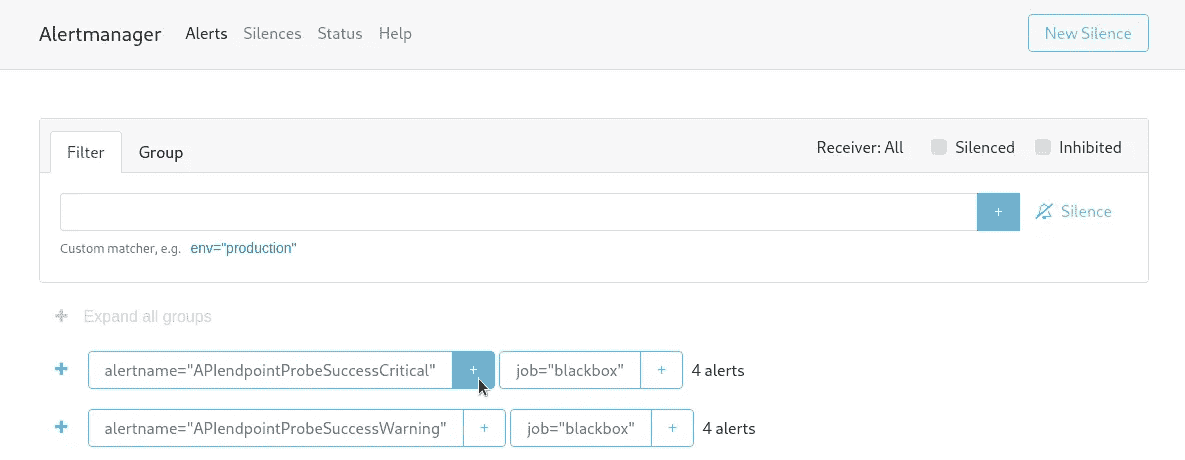 Alertmanager Alerts Silences Status Help New Silence
Filter Group Receiver: All Silenced Inhibited
+ Silence
Custom matcher, e.g. env="production"
+ Expand all groups
+ alertname="APIendpointProbeSuccessCritical" + job="blackbox" + 4 alerts
+ alertname="APIendpointProbeSuccessWarning" + job="blackbox" + 4 alerts